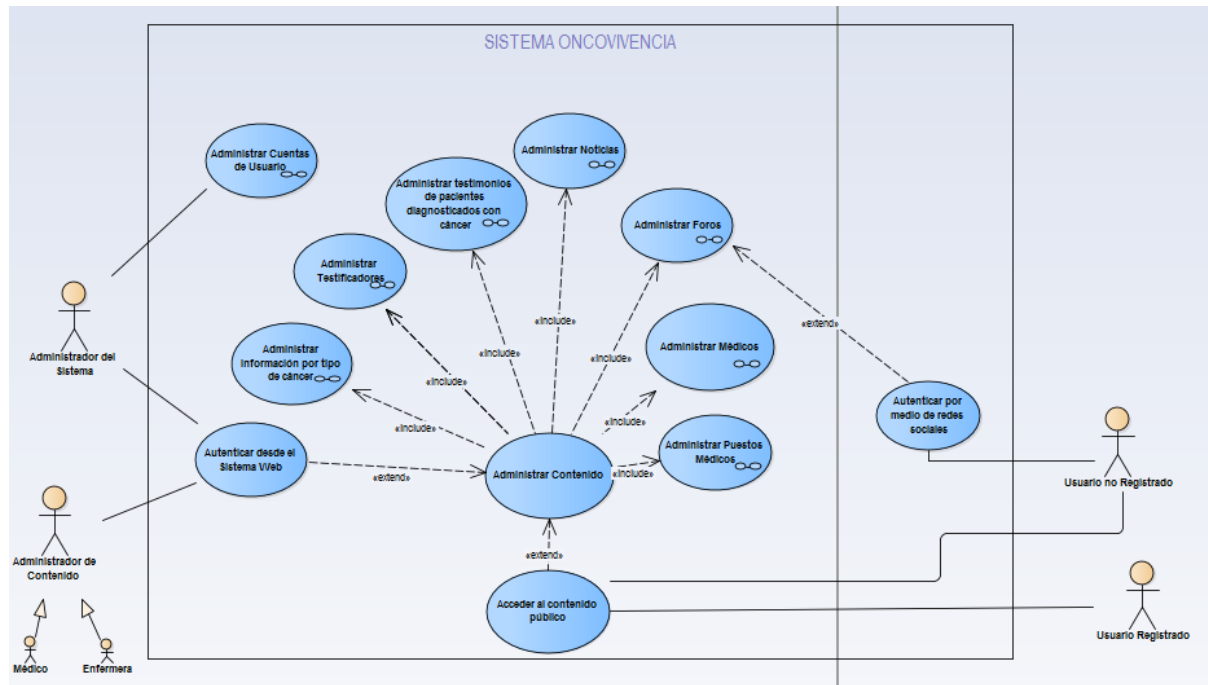 SISTEMA ONCOVIVENCIA
Administrar Cuentas
de Usuario
Administrar Noticias
Administrar testimonios
de pacientes
diagnosticados con
cáncer
Administrar Foros
Administrar
Testificadores
Administrar
Información por tipo
de cáncer
Administrar Médicos
Administrar Puestos
Médicos
Administrar Contenido
Autenticar desde el
Sistema Web
Autenticar por
medio de redes
sociales
Acceder al contenido
público
«include»
«include»
«include»
«include»
«include»
«include»
«include»
«extend»
«extend»
«extend»
Administrador del
Sistema
Administrador de
Contenido
Médico
Enfermera
Usuario no Registrado
Usuario Registrado